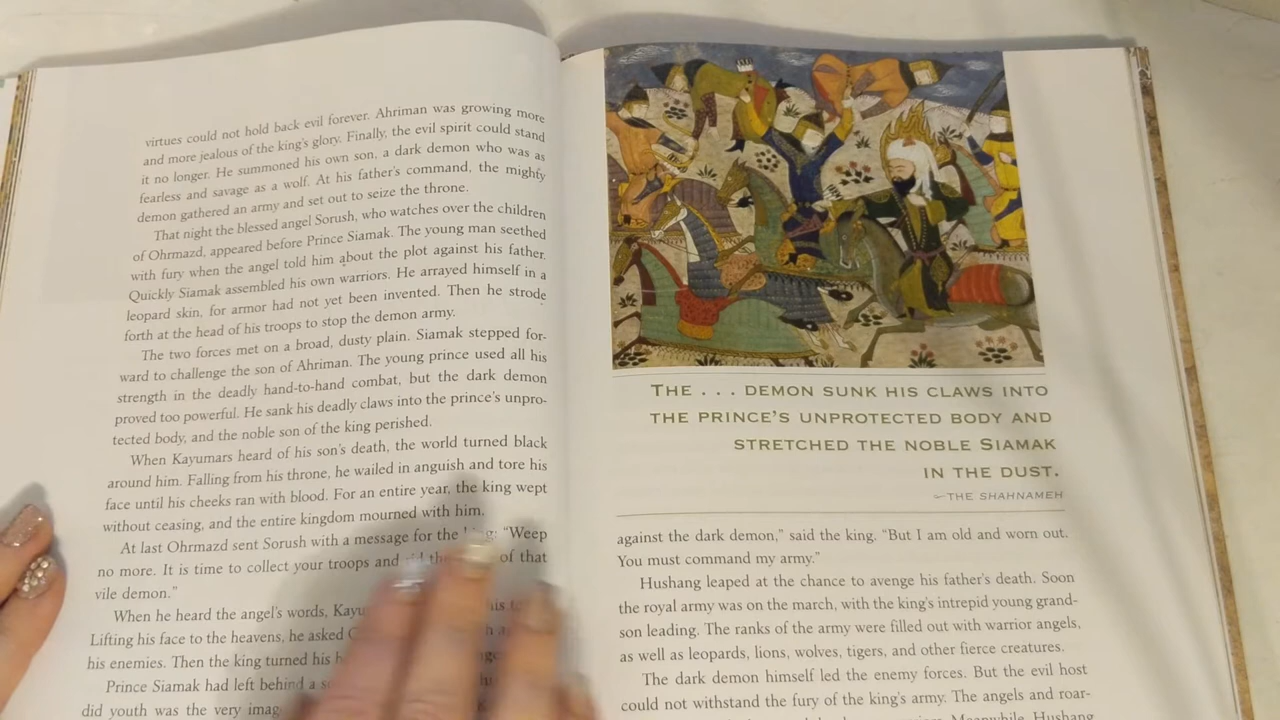 virtues could not hold back evil forever. Ahriman was growing more
and more jealous of the king's glory. Finally, the evil spirit could stand
it no longer. He summoned his own son, a dark demon who was as
fearless and savage as a wolf. At his father's command, the mighty
demon gathered an army and set out to seize the throne.
That night the blessed angel Sorush, who watches over the children
of Ohrmazd, appeared before Prince Siamak. The young man seethed
with fury when the angel told him about the plot against his father.
Quickly Siamak assembled his own warriors. He arrayed himself in a
leopard skin, for armor had not yet been invented. Then he strode
forth at the head of his troops to stop the demon army.
The two forces met on a broad, dusty plain. Siamak stepped for-
ward to challenge the son of Ahriman. The young prince used all his
strength in the deadly hand-to-hand combat, but the dark demon
proved too powerful. He sank his deadly claws into the prince's unpro-
tected body, and the noble son of the king perished.
When Kayumars heard of his son's death, the world turned black
around him. Falling from his throne, he wailed in anguish and tore his
face until his cheeks ran with blood. For an entire year, the king wept
without ceasing, and the entire kingdom mourned with him.
At last Ohrmazd sent Sorush with a message for the king: "Weep
no more. It is time to collect your troops and rid the of that
vile demon."
When he heard the angel's words, his
Lifting his face to the heavens, he asked
his enemies. Then the king turned his
Prince Siamak had left behind a
did youth was the very
THE . . . DEMON SUNK HIS CLAWS INTO
THE PRINCE'S UNPROTECTED BODY AND
STRETCHED THE NOBLE SIAMAK
IN THE DUST.
~THE SHAHNAMEH
against the dark demon," said the king. "But I am old and worn out.
You must command my army."
Hushang leaped at the chance to avenge his father's death. Soon
the royal army was on the march, with the king's intrepid young grand-
son leading. The ranks of the army were filled out with warrior angels,
as well as leopards, lions, wolves, tigers, and other fierce creatures.
The dark demon himself led the enemy forces. But the evil host
could not withstand the fury of the king's army. The angels and roar-
Meanwhile, Hushang